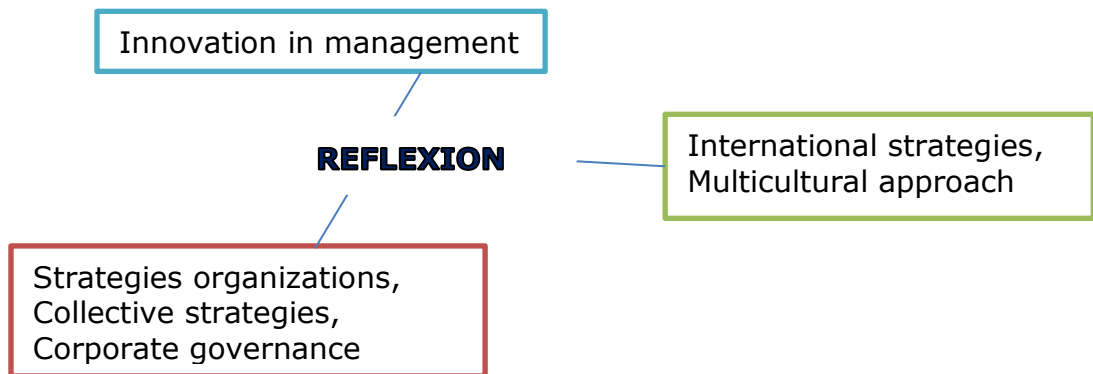 Innovation in management
REFLEXION
International strategies,
Multicultural approach
Strategies organizations,
Collective strategies,
Corporate governance